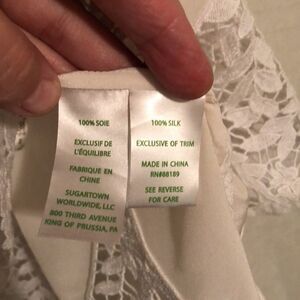 100% SOIE
EXCLUSIF DE
L'ÉQUILIBRE
FABRIQUE EN
CHINE
SUGARTOWN
WORLDWIDE, LLC
800 THIRD AVENUE
KING OF PRUSSIA, PA
100% SILK
EXCLUSIVE OF TRIM
MADE IN CHINA
RN#88189
SEE REVERSE
FOR CARE